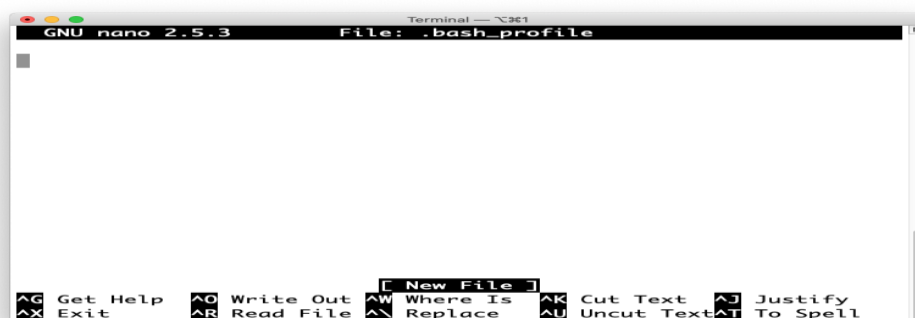 Terminal — ⌥⌘1
GNU nano 2.5.3 File: .bash_profile
[ New File ]
^G Get Help ^O Write Out ^W Where Is ^K Cut Text ^J Justify
^X Exit ^R Read File ^\ Replace ^U Uncut Text ^T To Spell